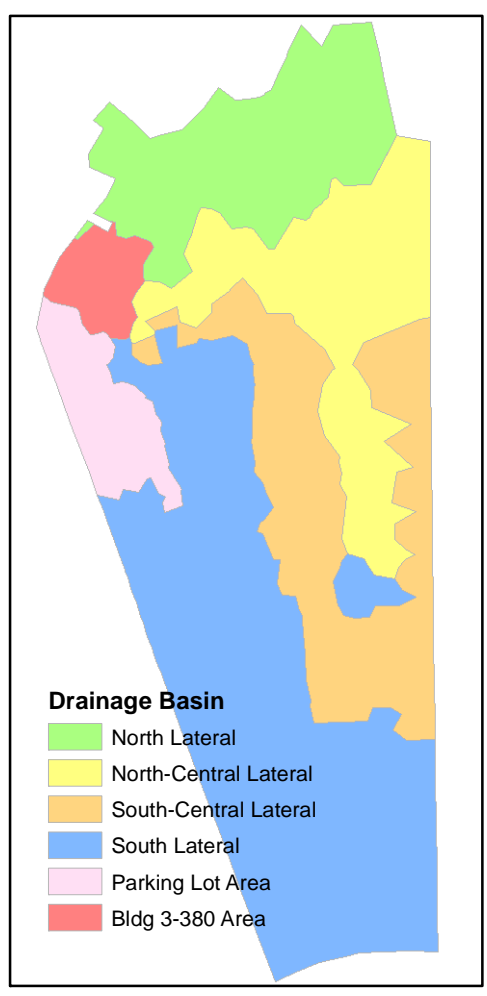 Drainage Basin
North Lateral
North-Central Lateral
South-Central Lateral
South Lateral
Parking Lot Area
Bldg 3-380 Area